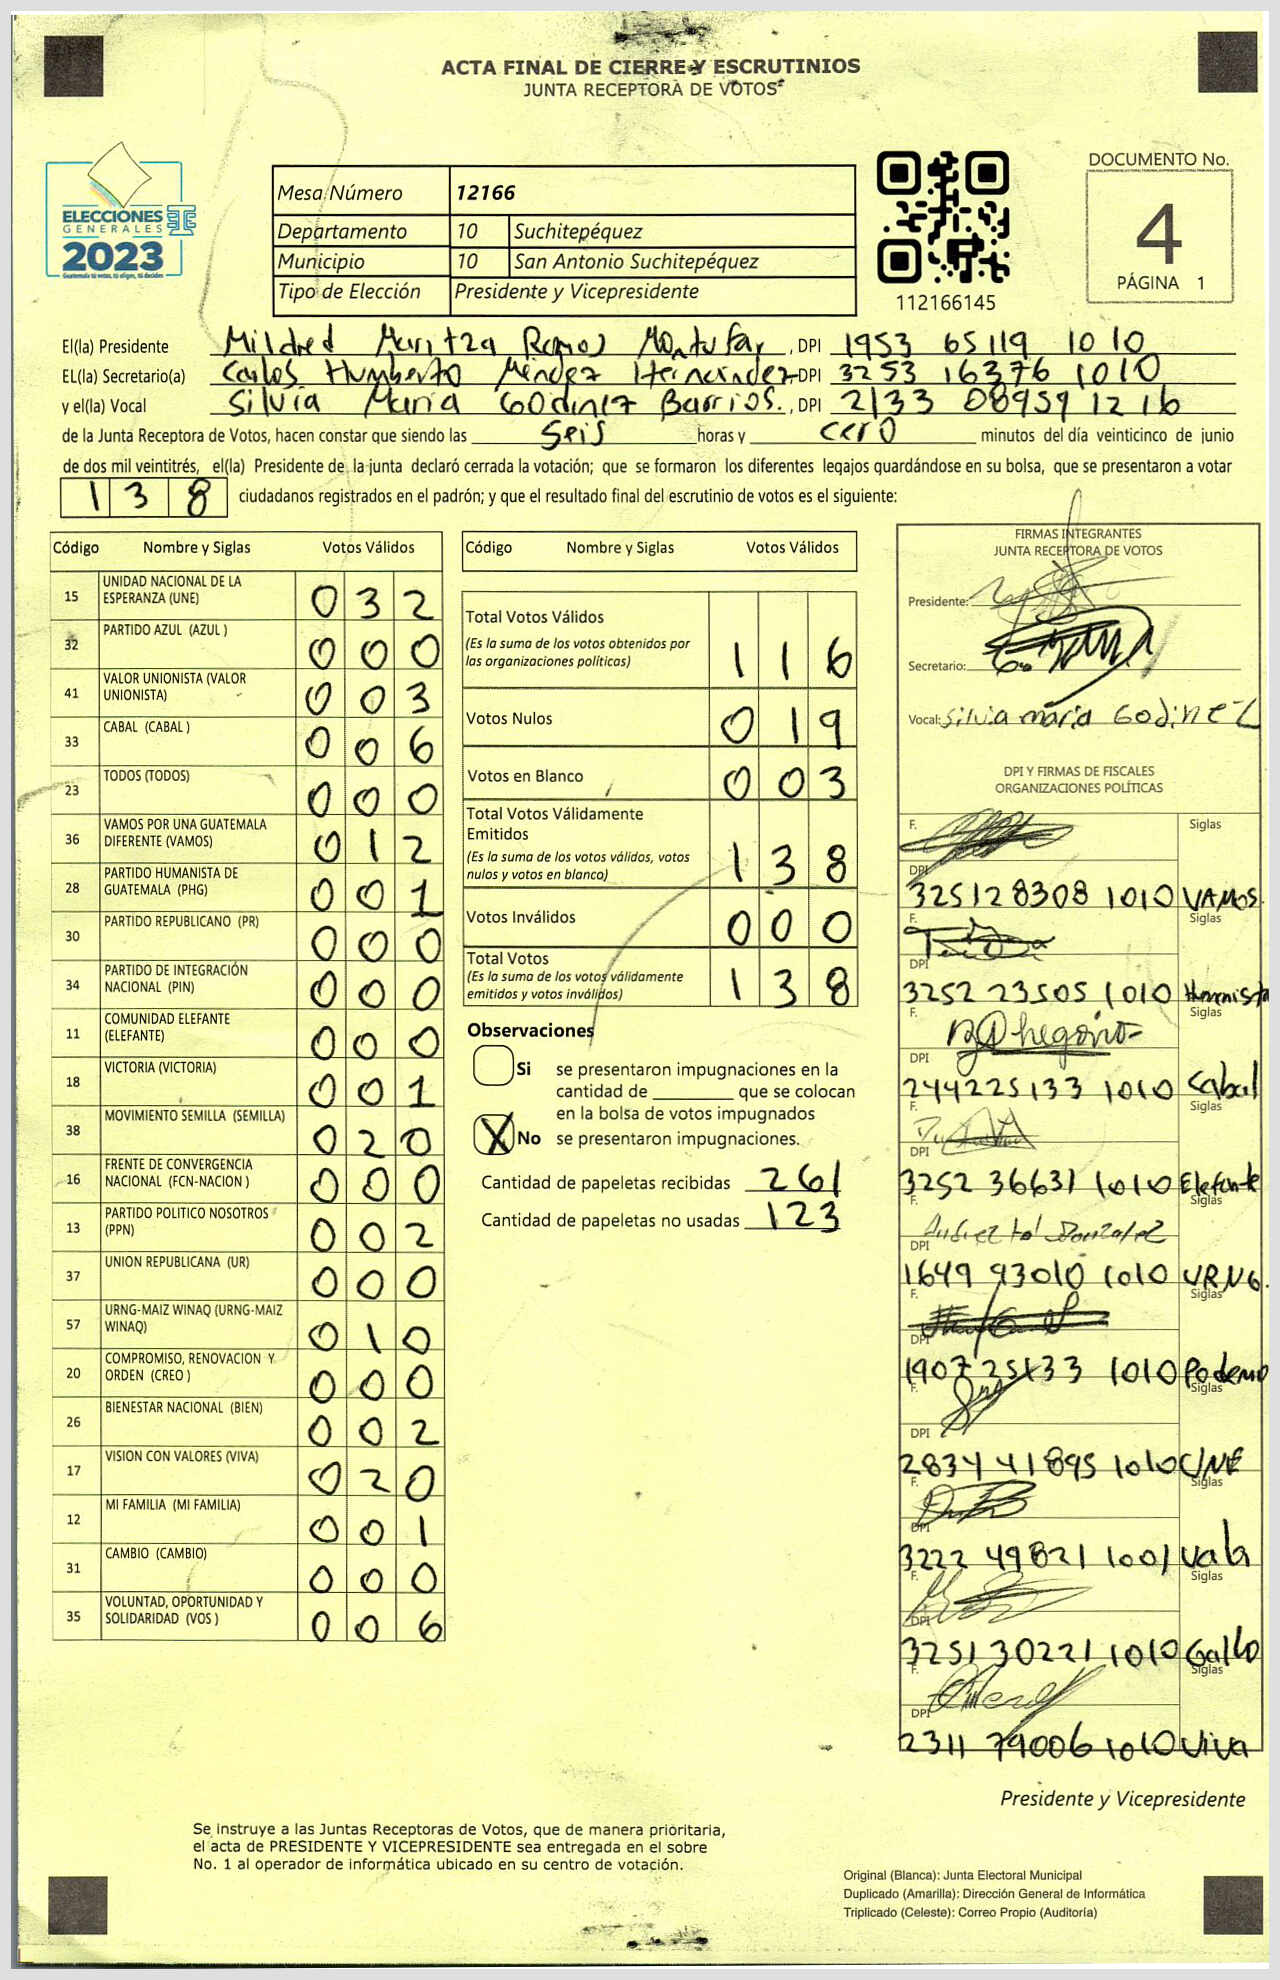 ACTA FINAL DE CIERRE Y ESCRUTINIOS
JUNTA RECEPTORA DE VOTOS
ELECCIONES
GENERALES
2023
Mesa Número 12166
Departamento 10 Suchitepéquez
Municipio 10 San Antonio Suchitepéquez
Tipo de Elección Presidente y Vicepresidente
112166145
DOCUMENTO No.
4
PÁGINA 1
El(la) Presidente Mildred Maritza Ramos Montufar, DPI 1953 65119 1010
EL(la) Secretario(a) Carlos Humberto Méndez Hernández DPI 3253 16376 1010
y el(la) Vocal Silvia Maria Godinez Barrios., DPI 2133 08959 1216
de la Junta Receptora de Votos, hacen constar que siendo las seis horas y cero minutos del día veinticinco de junio
de dos mil veintitrés, el(la) Presidente de la junta declaró cerrada la votación; que se formaron los diferentes legajos guardándose en su bolsa, que se presentaron a votar
138 ciudadanos registrados en el padrón; y que el resultado final del escrutinio de votos es el siguiente:
Código Nombre y Siglas Votos Válidos
15 UNIDAD NACIONAL DE LA ESPERANZA (UNE) 032
32 PARTIDO AZUL (AZUL ) 000
41 VALOR UNIONISTA (VALOR UNIONISTA) 003
33 CABAL (CABAL ) 006
23 TODOS (TODOS) 000
36 VAMOS POR UNA GUATEMALA DIFERENTE (VAMOS) 012
28 PARTIDO HUMANISTA DE GUATEMALA (PHG) 001
30 PARTIDO REPUBLICANO (PR) 000
34 PARTIDO DE INTEGRACIÓN NACIONAL (PIN) 000
11 COMUNIDAD ELEFANTE (ELEFANTE) 000
18 VICTORIA (VICTORIA) 001
38 MOVIMIENTO SEMILLA (SEMILLA) 020
16 FRENTE DE CONVERGENCIA NACIONAL (FCN-NACION ) 000
13 PARTIDO POLITICO NOSOTROS (PPN) 002
37 UNION REPUBLICANA (UR) 000
57 URNG-MAIZ WINAQ (URNG-MAIZ WINAQ) 010
20 COMPROMISO, RENOVACION Y ORDEN (CREO ) 000
26 BIENESTAR NACIONAL (BIEN) 002
17 VISION CON VALORES (VIVA) 020
12 MI FAMILIA (MI FAMILIA) 001
31 CAMBIO (CAMBIO) 000
35 VOLUNTAD, OPORTUNIDAD Y SOLIDARIDAD (VOS ) 006
Código Nombre y Siglas Votos Válidos
Total Votos Válidos 116
(Es la suma de los votos obtenidos por
las organizaciones políticas)
Votos Nulos 019
Votos en Blanco 003
Total Votos Válidamente
Emitidos 138
(Es la suma de los votos válidos, votos
nulos y votos en blanco)
Votos Inválidos 000
Total Votos 138
(Es la suma de los votos válidamente
emitidos y votos inválidos)
Observaciones
Si se presentaron impugnaciones en la
cantidad de ________ que se colocan
en la bolsa de votos impugnados
X No se presentaron impugnaciones.
Cantidad de papeletas recibidas 261
Cantidad de papeletas no usadas 123
FIRMAS INTEGRANTES
JUNTA RECEPTORA DE VOTOS
Presidente:
Secretario:
Vocal: Silvia maria Godinez
DPI Y FIRMAS DE FISCALES
ORGANIZACIONES POLÍTICAS
F. Siglas
DPI
3251 28308 1010 VAMOS.
F. Siglas
DPI
3252 23505 1010 Humanista
F. Siglas
DPI
2442 25133 1010 Cabal
F. Siglas
DPI
3252 36631 1010 Elefante
F. Siglas
DPI
1649 93010 1010 URNG.
F. Siglas
DPI
1907 25133 1010 Podemo
F. Siglas
DPI
2834 41895 1010 UNE
F. Siglas
DPI
3222 49821 1001
F. Siglas
DPI
3251 30221 1010 Gallo
F. Siglas
DPI
2311 79006 1010 Viva
Presidente y Vicepresidente
Se instruye a las Juntas Receptoras de Votos, que de manera prioritaria,
el acta de PRESIDENTE Y VICEPRESIDENTE sea entregada en el sobre
No. 1 al operador de informática ubicado en su centro de votación.
Original (Blanca): Junta Electoral Municipal
Duplicado (Amarilla): Dirección General de Informática
Triplicado (Celeste): Correo Propio (Auditoría)